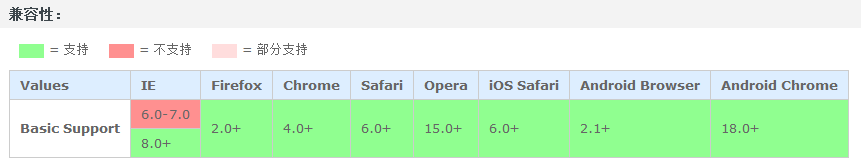 兼容性：
= 支持 = 不支持 = 部分支持
Values IE Firefox Chrome Safari Opera iOS Safari Android Browser Android Chrome
Basic Support 6.0-7.0 2.0+ 4.0+ 6.0+ 15.0+ 6.0+ 2.1+ 18.0+
8.0+